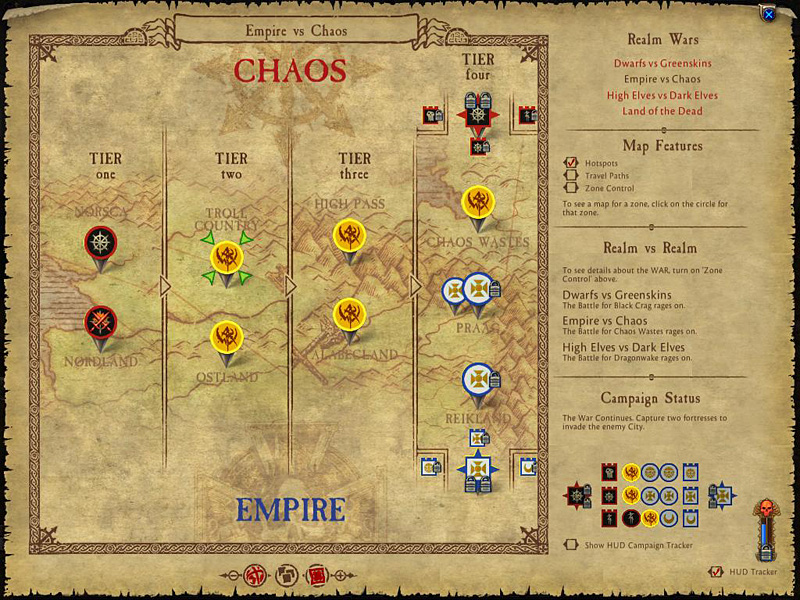 Empire vs Chaos
CHAOS
TIER
four
TIER
one
TIER
two
TIER
three
NORSCA
TROLL
COUNTRY
HIGH PASS
CHAOS WASTES
NORDLAND
OSTLAND
TALABECLAND
PRAAG
REIKLAND
EMPIRE
Realm Wars
Dwarfs vs Greenskins
Empire vs Chaos
High Elves vs Dark Elves
Land of the Dead
Map Features
Hotspots
Travel Paths
Zone Control
To see a map for a zone, click on the circle for
that zone.
Realm vs Realm
To see details about the WAR, turn on 'Zone
Control' above.
Dwarfs vs Greenskins
The Battle for Black Crag rages on.
Empire vs Chaos
The Battle for Chaos Wastes rages on.
High Elves vs Dark Elves
The Battle for Dragonwake rages on.
Campaign Status
The War Continues. Capture two fortresses to
invade the enemy City.
Show HUD Campaign Tracker
HUD Tracker